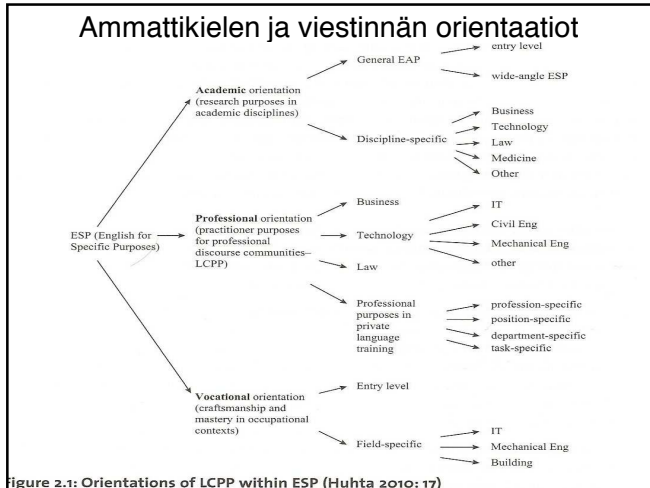 Ammattikielen ja viestinnän orientaatiot
ESP (English for
Specific Purposes)
Academic orientation
(research purposes in
academic disciplines)
General EAP
entry level
wide-angle ESP
Discipline-specific
Business
Technology
Law
Medicine
Other
Professional orientation
(practitioner purposes
for professional
discourse communities–
LCPP)
Business
Technology
IT
Civil Eng
Mechanical Eng
other
Law
Professional
purposes in
private
language
training
profession-specific
position-specific
department-specific
task-specific
Vocational orientation
(craftsmanship and
mastery in occupational
contexts)
Entry level
Field-specific
IT
Mechanical Eng
Building
Figure 2.1: Orientations of LCPP within ESP (Huhta 2010: 17)